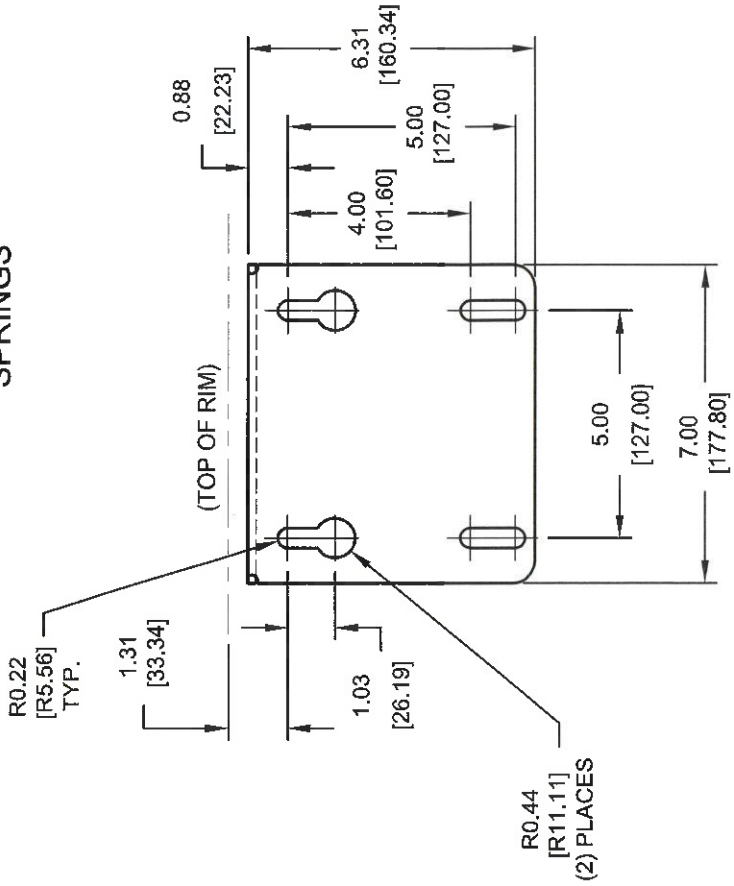 SPRINGS
0.88
[22.23]
6.31
[160.34]
5.00
[127.00]
4.00
[101.60]
(TOP OF RIM)
R0.22
[R5.56]
TYP.
1.31
[33.34]
1.03
[26.19]
5.00
[127.00]
7.00
[177.80]
R0.44
[R11.11]
(2) PLACES